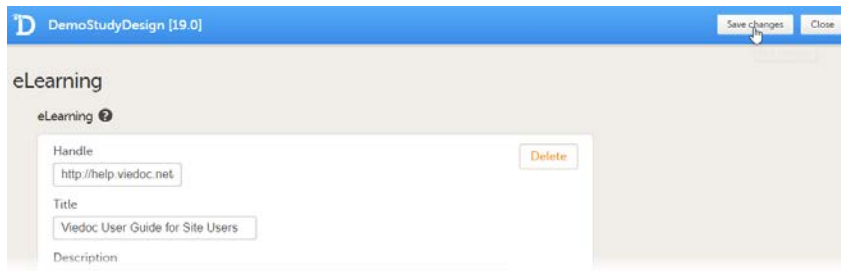 DemoStudyDesign [19.0]
Save changes
Close
eLearning
eLearning
Handle
Delete
http://help.viedoc.net
Title
Viedoc User Guide for Site Users
Description